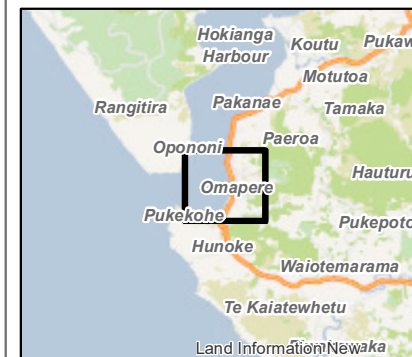 Hokianga
Harbour
Koutu
Pukaw
Motutoa
Rangitira
Pakanae
Tamaka
Opononi
Paeroa
Hauturu
Omapere
Pukekohe
Pukepoto
Hunoke
Waiotemarama
Te Kaiatewhetu
Land Information New